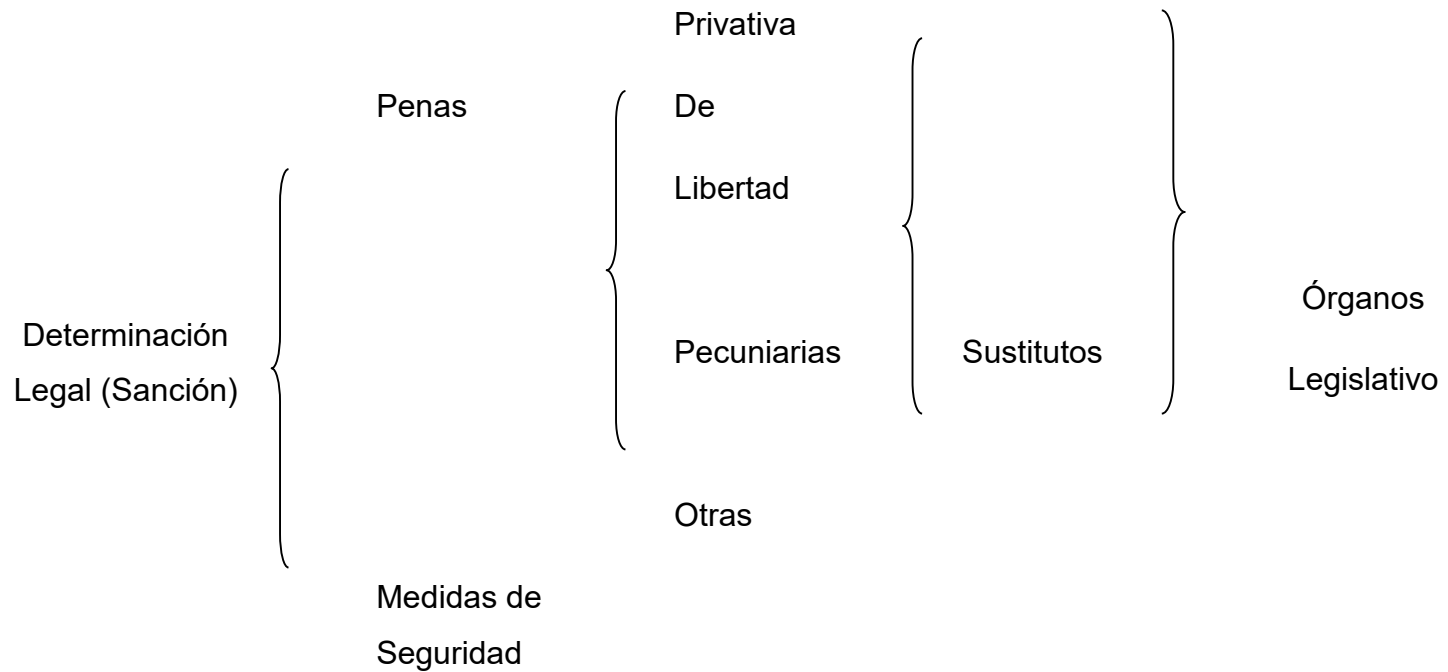 Determinación
Legal (Sanción)
Penas
Medidas de
Seguridad
Privativa
De
Libertad
Pecuniarias
Otras
Sustitutos
Órganos
Legislativo